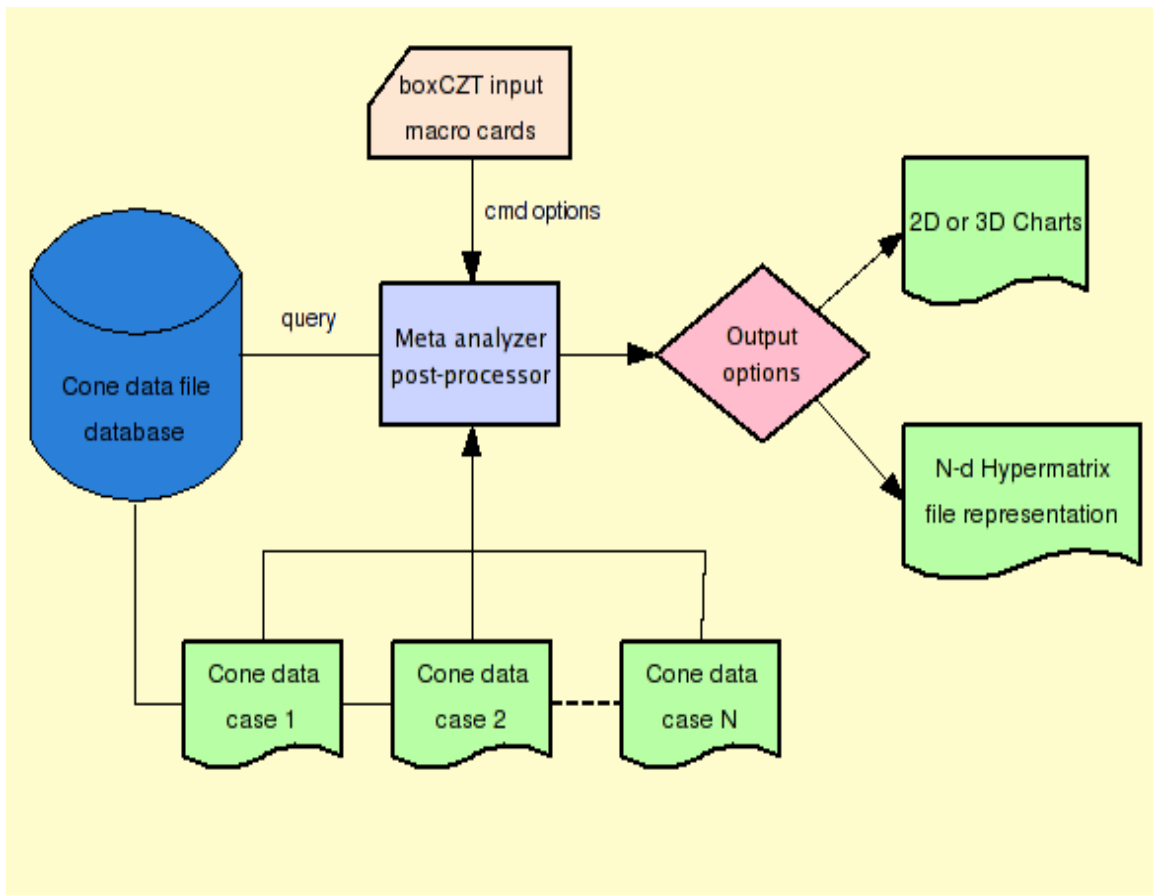 boxCZT input
macro cards
cmd options
2D or 3D Charts
query
Meta analyzer
post-processor
Output
options
Cone data file
database
N-d Hypermatrix
file representation
Cone data
case 1
Cone data
case 2
Cone data
case N